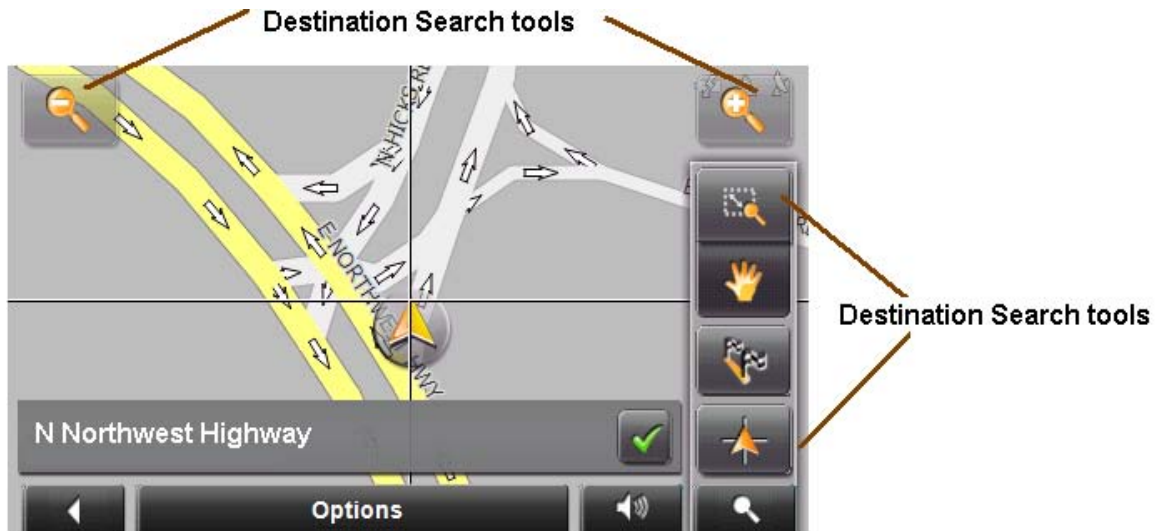 Destination Search tools
N HICKS RD
E NORTHWEST HWY
Destination Search tools
N Northwest Highway
Options